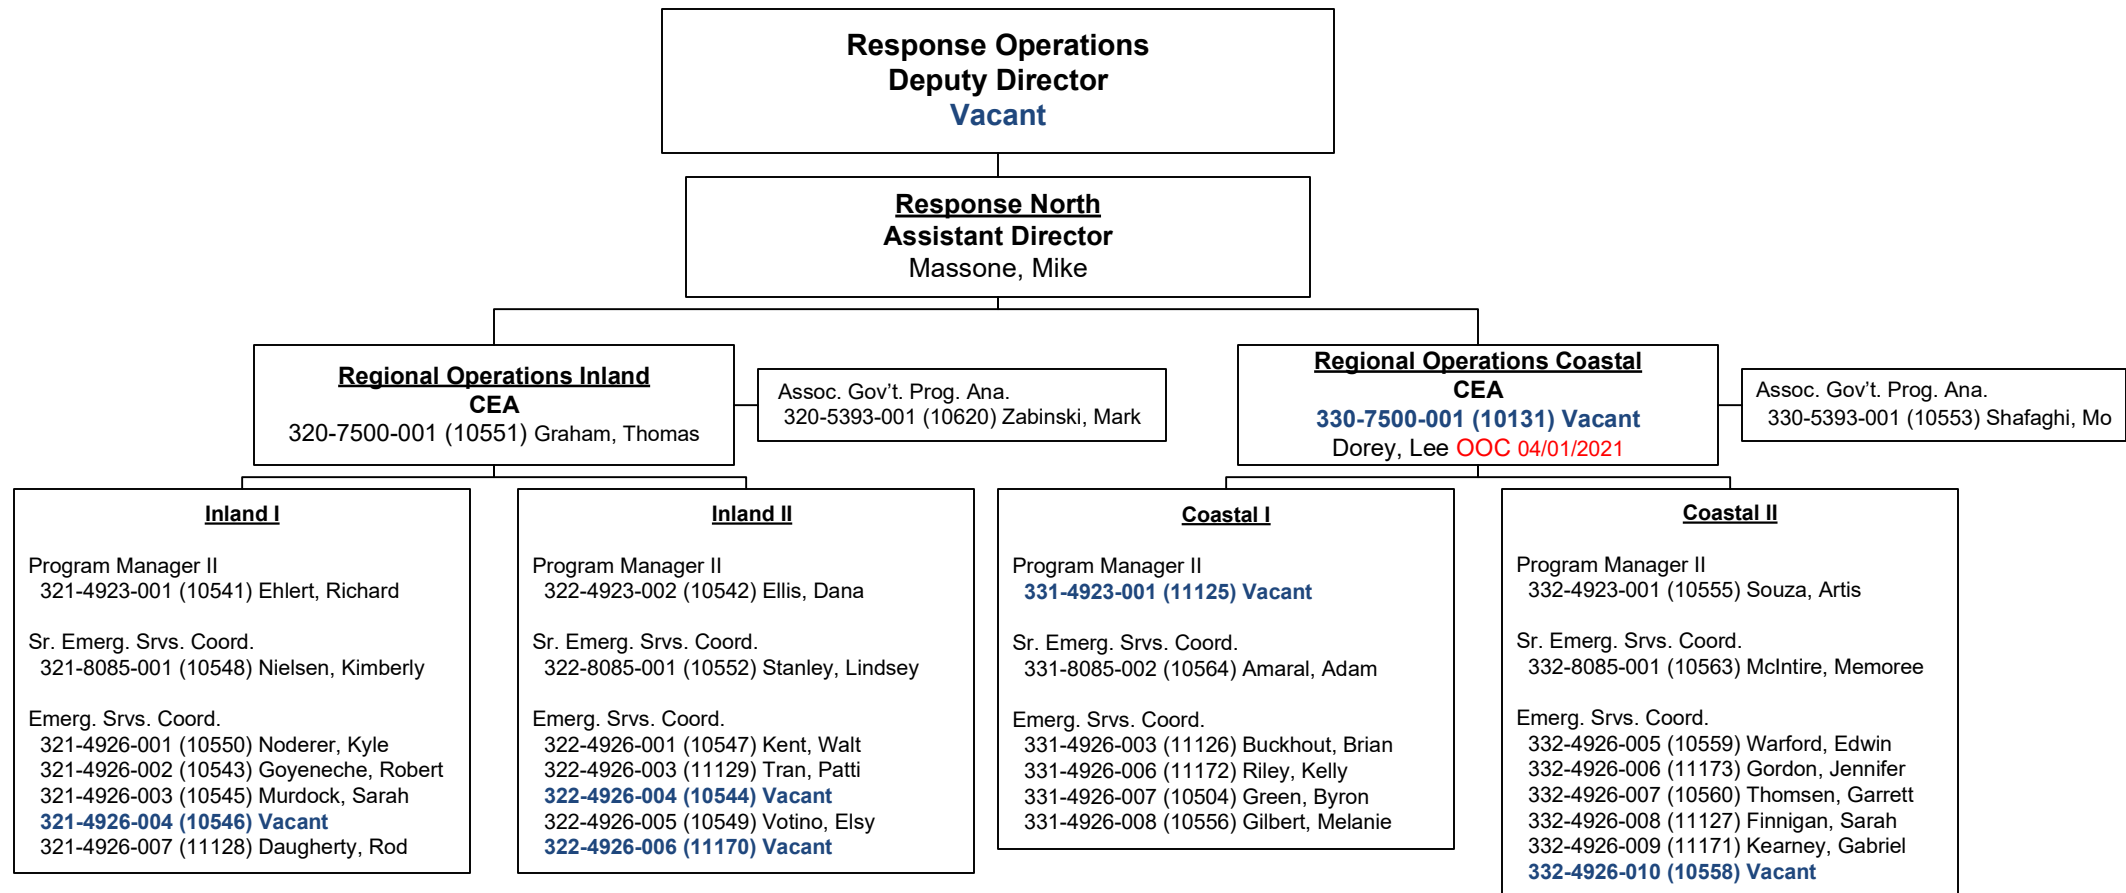 Response Operations
Deputy Director
Vacant
Response North
Assistant Director
Massone, Mike
Regional Operations Inland
CEA
320-7500-001 (10551) Graham, Thomas
Assoc. Gov't. Prog. Ana.
320-5393-001 (10620) Zabinski, Mark
Regional Operations Coastal
CEA
330-7500-001 (10131) Vacant
Dorey, Lee OOC 04/01/2021
Assoc. Gov't. Prog. Ana.
330-5393-001 (10553) Shafaghi, Mo
Inland I
Program Manager II
321-4923-001 (10541) Ehlert, Richard
Sr. Emerg. Srvs. Coord.
321-8085-001 (10548) Nielsen, Kimberly
Emerg. Srvs. Coord.
321-4926-001 (10550) Noderer, Kyle
321-4926-002 (10543) Goyeneche, Robert
321-4926-003 (10545) Murdock, Sarah
321-4926-004 (10546) Vacant
321-4926-007 (11128) Daugherty, Rod
Inland II
Program Manager II
322-4923-002 (10542) Ellis, Dana
Sr. Emerg. Srvs. Coord.
322-8085-001 (10552) Stanley, Lindsey
Emerg. Srvs. Coord.
322-4926-001 (10547) Kent, Walt
322-4926-003 (11129) Tran, Patti
322-4926-004 (10544) Vacant
322-4926-005 (10549) Votino, Elsy
322-4926-006 (11170) Vacant
Coastal I
Program Manager II
331-4923-001 (11125) Vacant
Sr. Emerg. Srvs. Coord.
331-8085-002 (10564) Amaral, Adam
Emerg. Srvs. Coord.
331-4926-003 (11126) Buckhout, Brian
331-4926-006 (11172) Riley, Kelly
331-4926-007 (10504) Green, Byron
331-4926-008 (10556) Gilbert, Melanie
Coastal II
Program Manager II
332-4923-001 (10555) Souza, Artis
Sr. Emerg. Srvs. Coord.
332-8085-001 (10563) McIntire, Memoree
Emerg. Srvs. Coord.
332-4926-005 (10559) Warford, Edwin
332-4926-006 (11173) Gordon, Jennifer
332-4926-007 (10560) Thomsen, Garrett
332-4926-008 (11127) Finnigan, Sarah
332-4926-009 (11171) Kearney, Gabriel
332-4926-010 (10558) Vacant